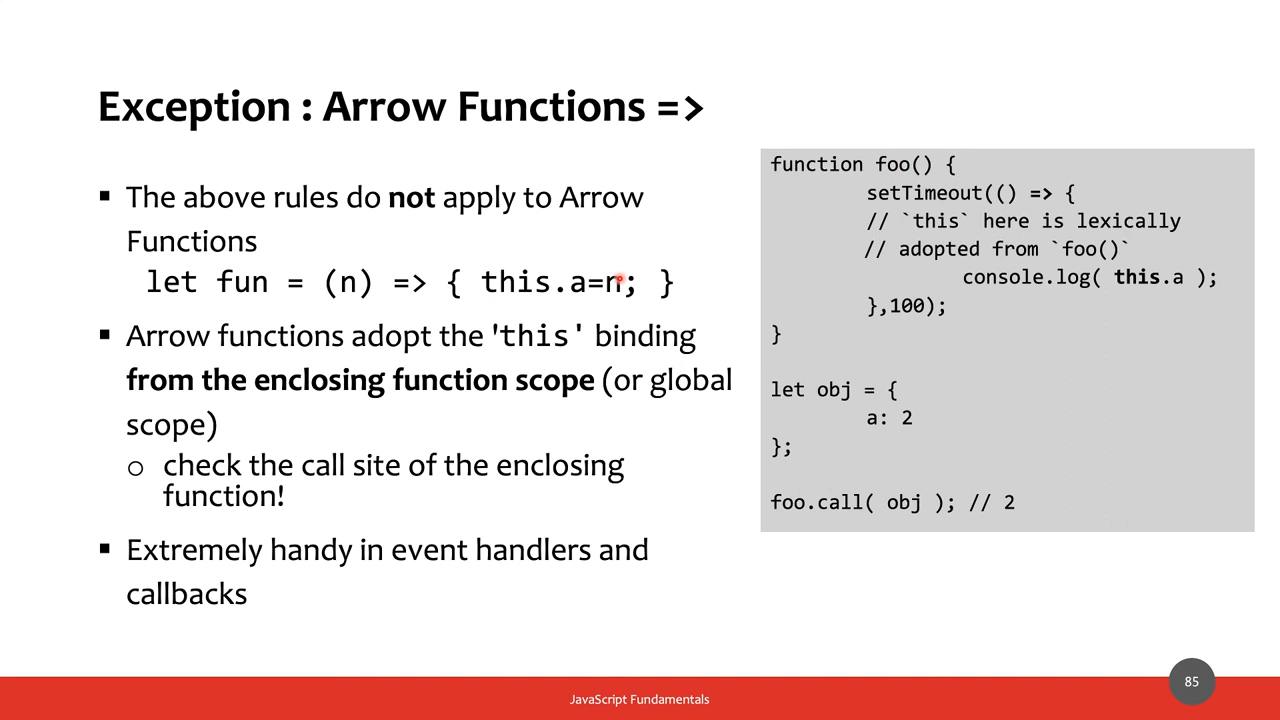 Exception : Arrow Functions =>
▪ The above rules do not apply to Arrow
Functions
let fun = (n) => { this.a=n; }
▪ Arrow functions adopt the 'this' binding
from the enclosing function scope (or global
scope)
o check the call site of the enclosing
function!
▪ Extremely handy in event handlers and
callbacks
function foo() {
setTimeout(() => {
// `this` here is lexically
// adopted from `foo()`
console.log( this.a );
},100);
}
let obj = {
a: 2
};
foo.call( obj ); // 2
JavaScript Fundamentals
85